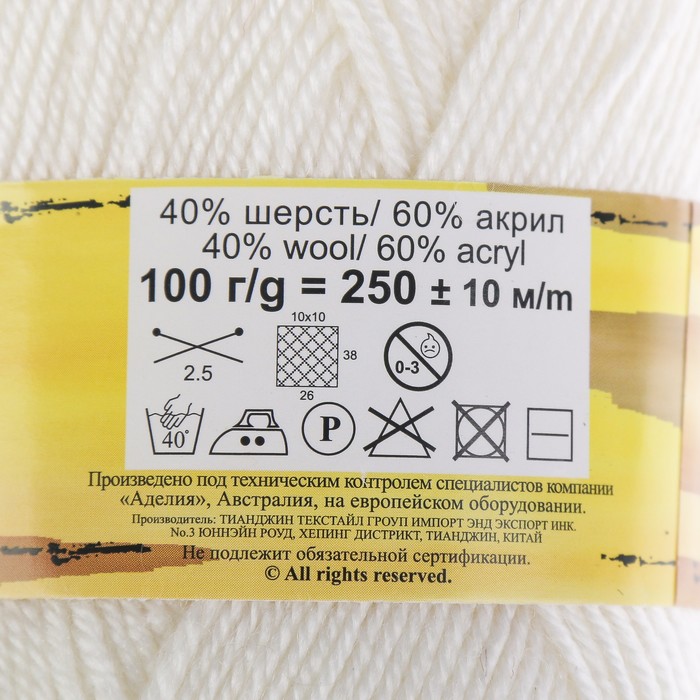 40% шерсть/ 60% акрил
40% wool/ 60% acryl
100 г/g = 250 ± 10 м/m
10x10
2.5
38
26
0-3
40°
P
Произведено под техническим контролем специалистов компании
«Аделия», Австралия, на европейском оборудовании.
Производитель: ТИАНДЖИН ТЕКСТАЙЛ ГРОУП ИМПОРТ ЭНД ЭКСПОРТ ИНК.
No.3 ЮННЭЙН РОУД, ХЕПИНГ ДИСТРИКТ, ТИАНДЖИН, КИТАЙ
Не подлежит обязательной сертификации.
© All rights reserved.